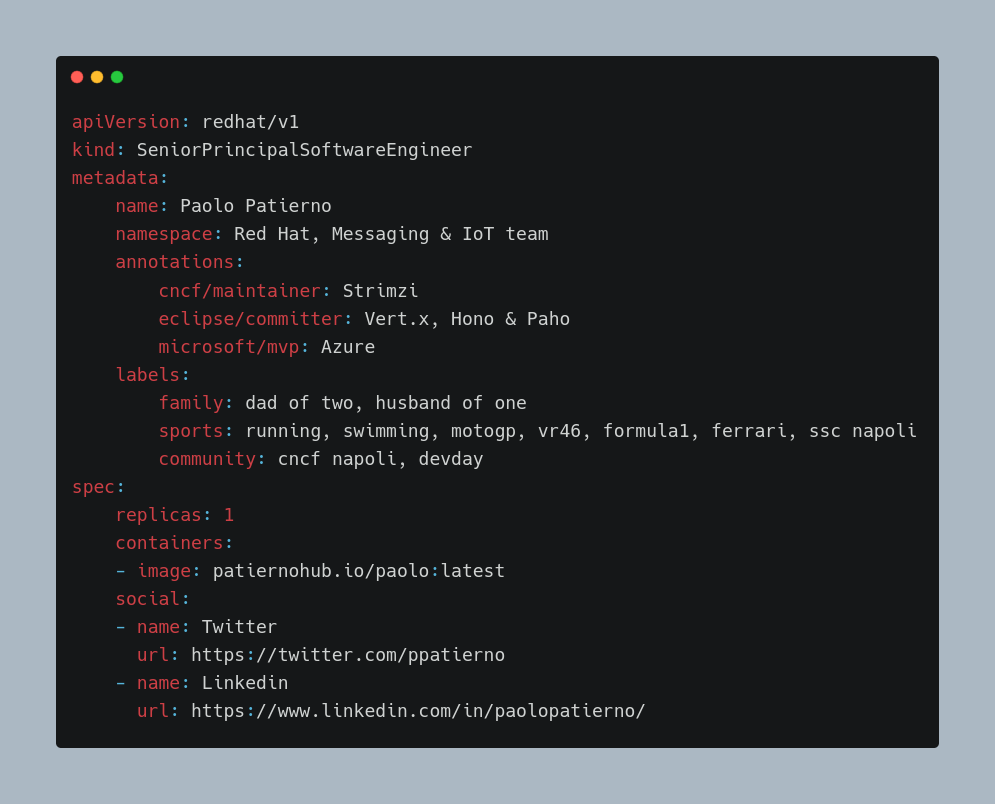 apiVersion: redhat/v1
kind: SeniorPrincipalSoftwareEngineer
metadata:
    name: Paolo Patierno
    namespace: Red Hat, Messaging & IoT team
    annotations:
        cncf/maintainer: Strimzi
        eclipse/committer: Vert.x, Hono & Paho
        microsoft/mvp: Azure
    labels:
        family: dad of two, husband of one
        sports: running, swimming, motogp, vr46, formula1, ferrari, ssc napoli
        community: cncf napoli, devday
spec:
    replicas: 1
    containers:
    - image: patiernohub.io/paolo:latest
    social:
    - name: Twitter
      url: https://twitter.com/ppatierno
    - name: Linkedin
      url: https://www.linkedin.com/in/paolopatierno/